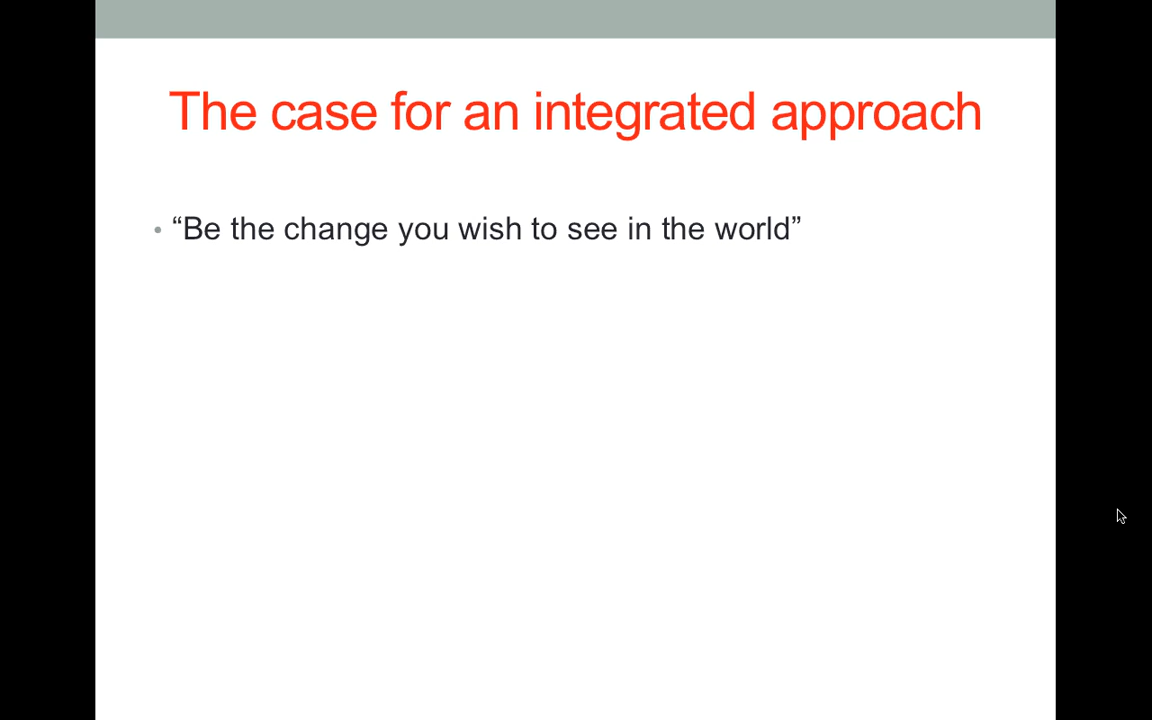 The case for an integrated approach
• “Be the change you wish to see in the world”